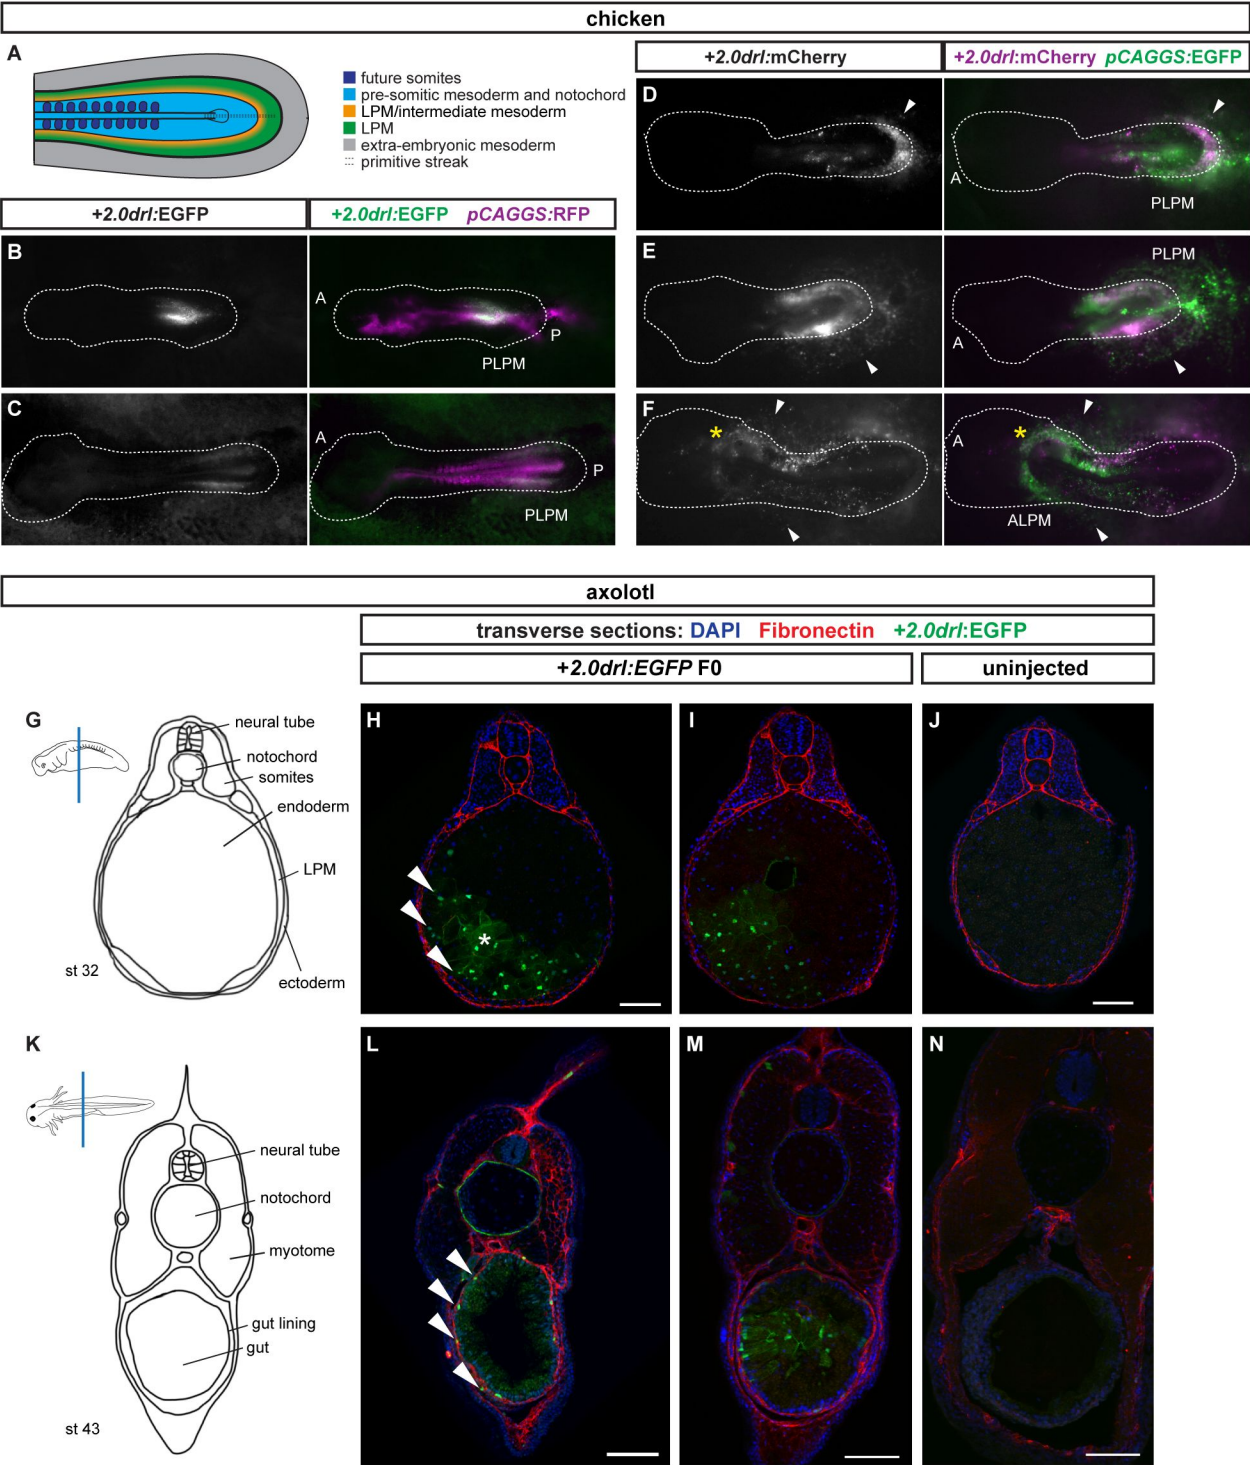 chicken
A
future somites
pre-somitic mesoderm and notochord
LPM/intermediate mesoderm
LPM
extra-embryonic mesoderm
primitive streak
+2.0drl:EGFP
+2.0drl:EGFP pCAGGS:RFP
B
A
P
PLPM
C
A
P
PLPM
+2.0drl:mCherry
+2.0drl:mCherry pCAGGS:EGFP
D
A
PLPM
E
PLPM
A
F
*
*
A
ALPM
axolotl
transverse sections: DAPI Fibronectin +2.0drl:EGFP
+2.0drl:EGFP F0
uninjected
G
neural tube
notochord
somites
endoderm
LPM
ectoderm
st 32
H
*
I
J
K
neural tube
notochord
myotome
gut lining
gut
st 43
L
M
N